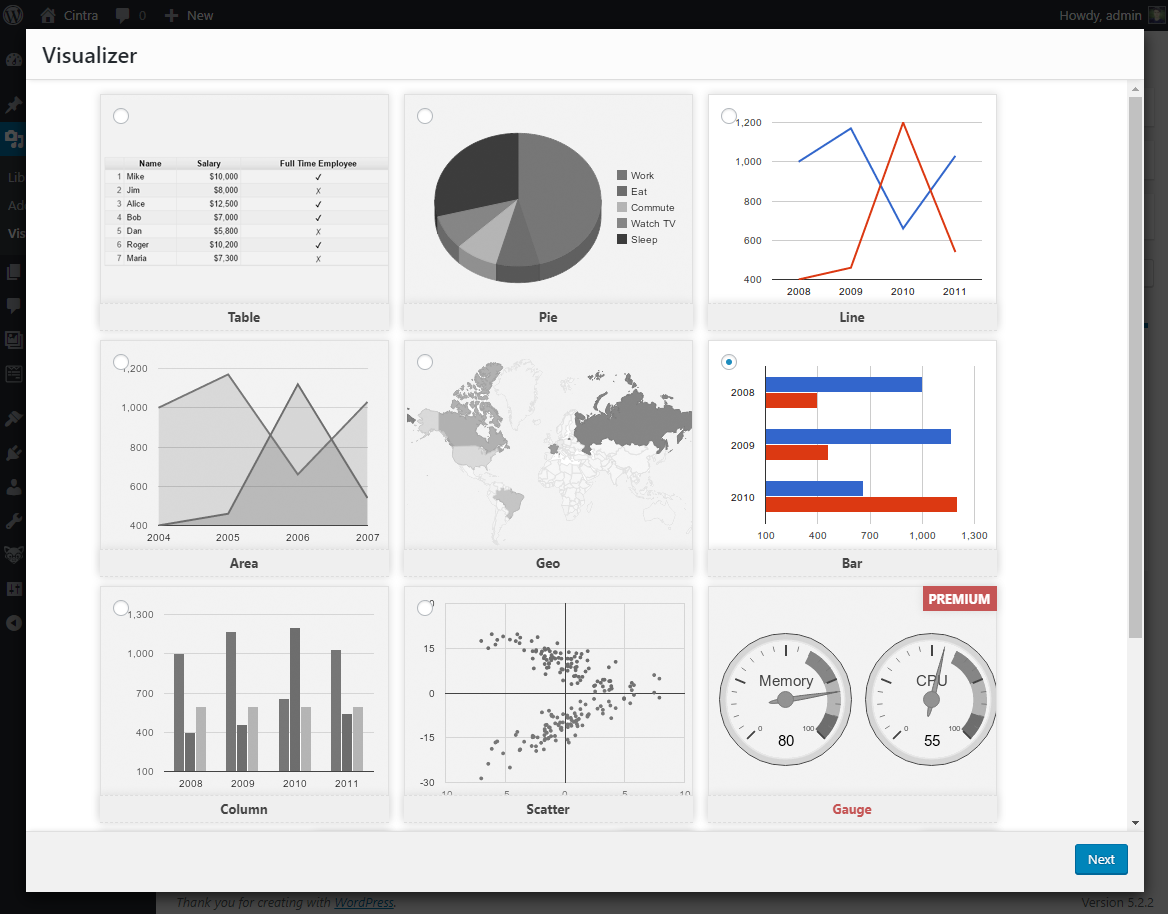 Cintra 0 New Howdy, admin
Visualizer
Lib
Ad
Vis
Name Salary Full Time Employee
1 Mike $10,000 ✓
2 Jim $8,000 ✗
3 Alice $12,500 ✓
4 Bob $7,000 ✓
5 Dan $5,800 ✗
6 Roger $10,200 ✓
7 Maria $7,300 ✗
Table
Work
Eat
Commute
Watch TV
Sleep
Pie
1,200
1,000
800
600
400
2008 2009 2010 2011
Line
,200
1,000
800
600
400
2004 2005 2006 2007
Area
Geo
2008
2009
2010
100 400 700 1,000 1,300
Bar
1,300
1,000
700
400
100
2008 2009 2010 2011
Column
15
0
-15
-30
10 5 0 5 10
Scatter
PREMIUM
Memory
0 100
80
CPU
0 100
55
Gauge
Next
Thank you for creating with WordPress. Version 5.2.2